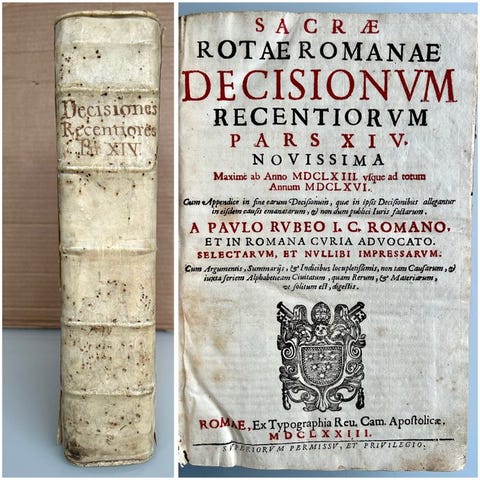 Decisiones
Recentiores
P. XIV.
SACRÆ
ROTAE ROMANAE
DECISIONVM
RECENTIORVM
PARS XIV.
NOVISSIMA
Maximè ab Anno MDCLXIII. vsque ad totum
Annum MDCLXVI.
Cum Appendice in fine earum Decisionum, quæ in ipsis Decisionibus allegantur
in eisdem causis emanatarum, & non dum publici Iuris factarum.
A PAVLO RVBEO I. C. ROMANO,
ET IN ROMANA CVRIA ADVOCATO.
SELECTARVM, ET NVLLIBI IMPRESSARVM.
Cum Argumentis, Summarijs, & Indicibus locupletissimis, non tam Causarum, &
iuxta seriem Alphabeticam Ciuitatum, quam Rerum, & Materiarum,
vt solitum est, digestis.
ROMAE, Ex Typographia Reu. Cam. Apostolicæ,
MDCLXXIII.
SVPERIORVM PERMISSV, ET PRIVILEGIO.